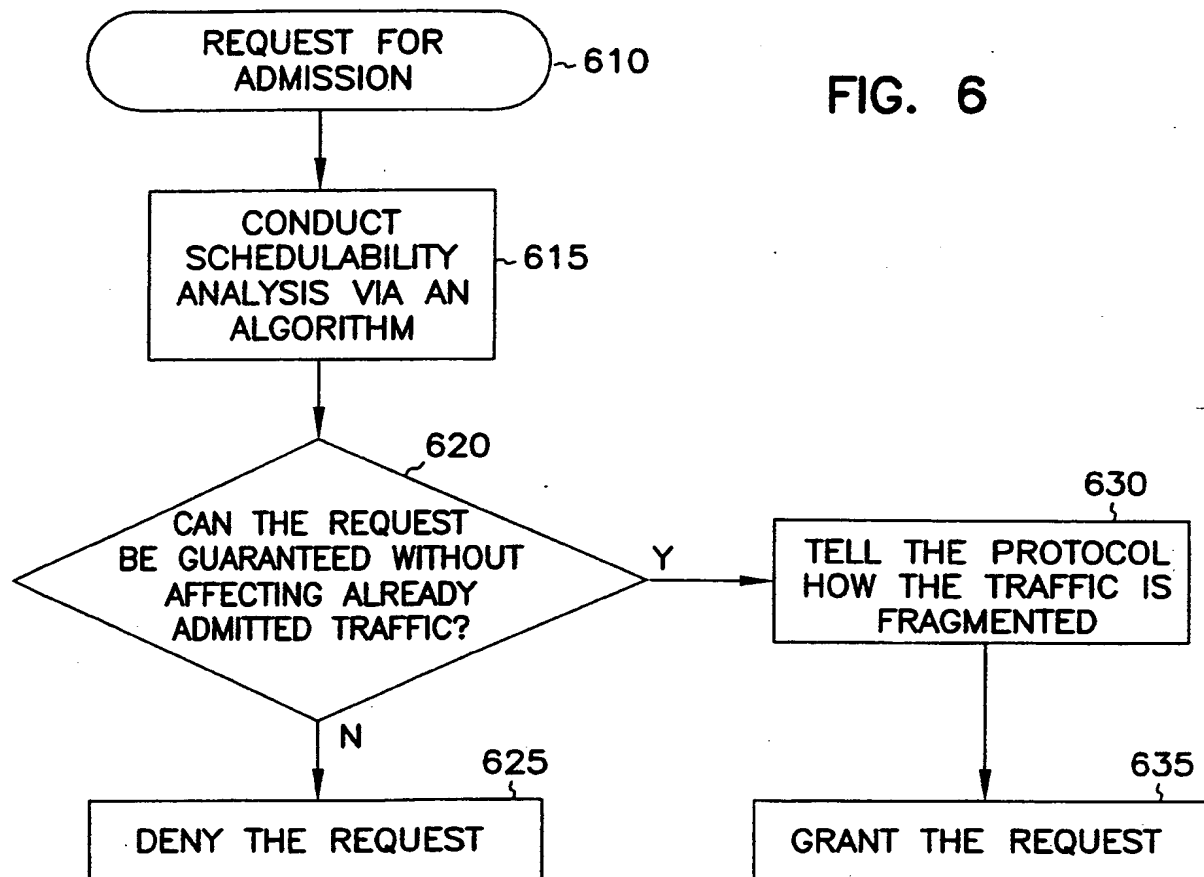 REQUEST FOR
ADMISSION
610
FIG. 6
CONDUCT
SCHEDULABILITY
ANALYSIS VIA AN
ALGORITHM
615
620
CAN THE REQUEST
BE GUARANTEED WITHOUT
AFFECTING ALREADY
ADMITTED TRAFFIC?
Y
N
630
TELL THE PROTOCOL
HOW THE TRAFFIC IS
FRAGMENTED
625
DENY THE REQUEST
635
GRANT THE REQUEST